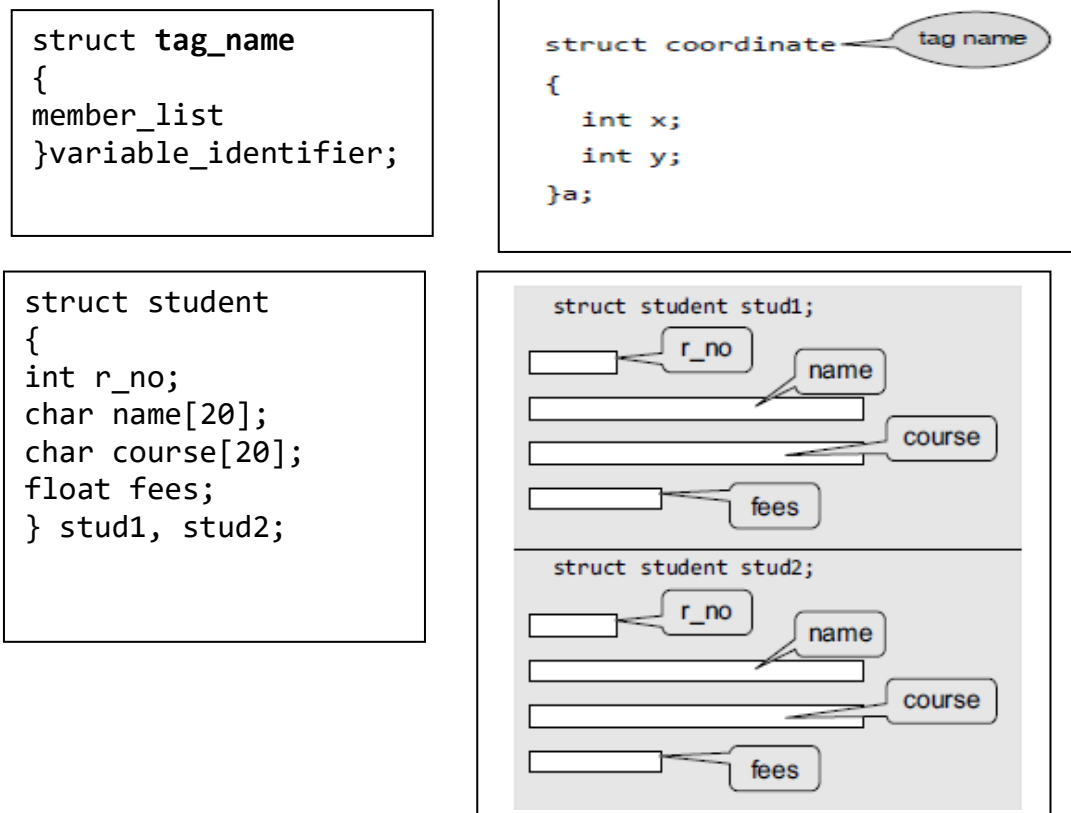 struct tag_name
{
member_list
}variable_identifier;
struct coordinate
tag name
{
int x;
int y;
}a;
struct student
{
int r_no;
char name[20];
char course[20];
float fees;
} stud1, stud2;
struct student stud1;
r_no
name
course
fees
struct student stud2;
r_no
name
course
fees